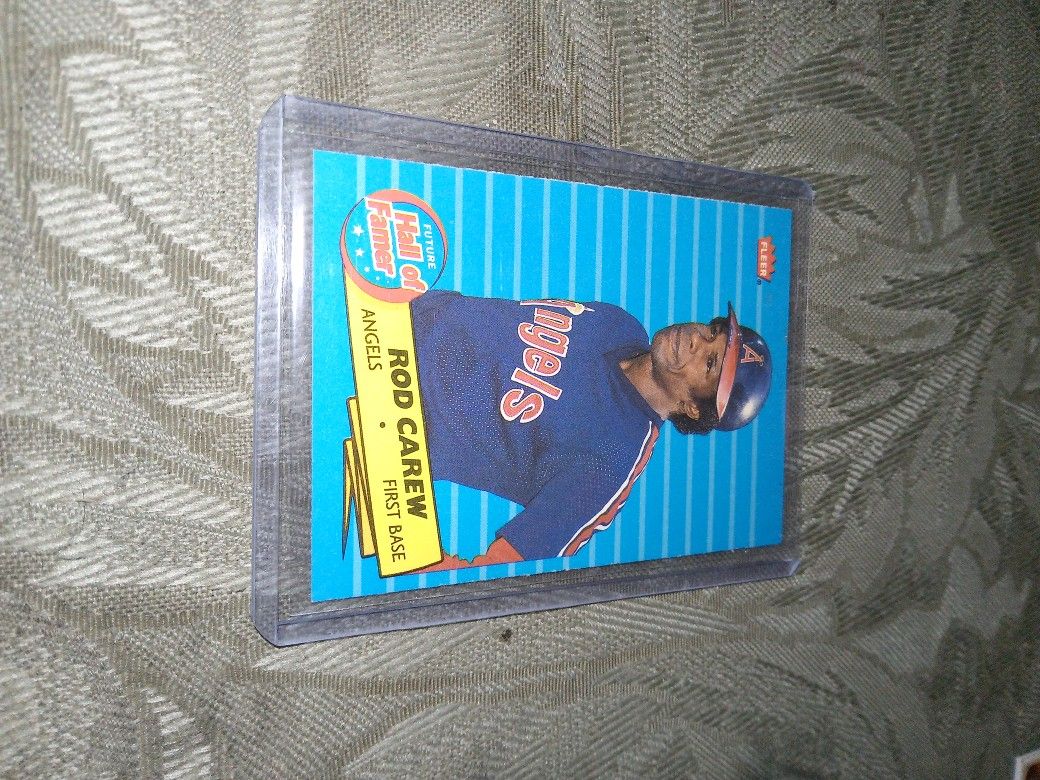 FLEER®
A
Angels
FUTURE
Hall of
Famer
ROD CAREW
ANGELS • FIRST BASE